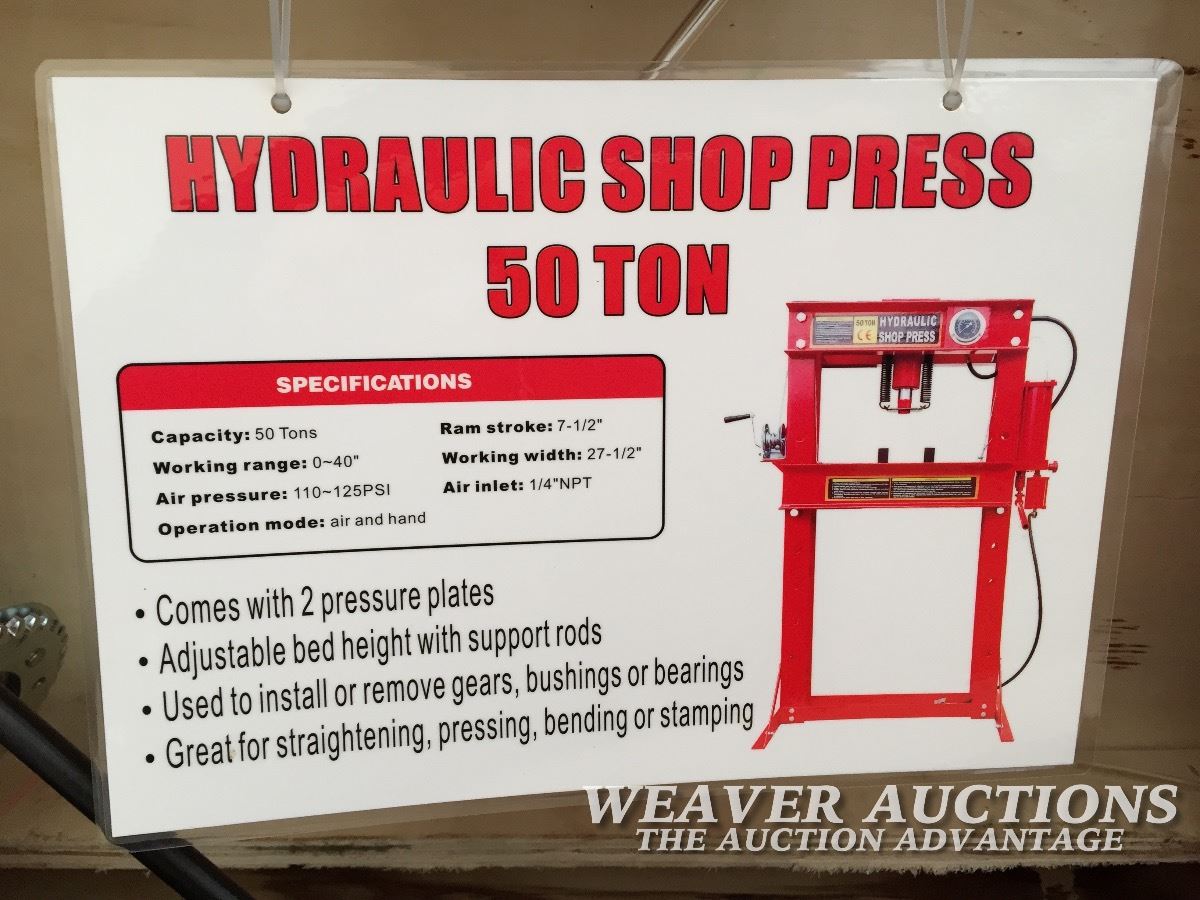 HYDRAULIC SHOP PRESS
50 TON
SPECIFICATIONS
Capacity: 50 Tons
Working range: 0~40"
Air pressure: 110~125PSI
Operation mode: air and hand
Ram stroke: 7-1/2"
Working width: 27-1/2"
Air inlet: 1/4"NPT
• Comes with 2 pressure plates
• Adjustable bed height with support rods
• Used to install or remove gears, bushings or bearings
• Great for straightening, pressing, bending or stamping
50 TON
CE
HYDRAULIC
SHOP PRESS
WEAVER AUCTIONS
THE AUCTION ADVANTAGE